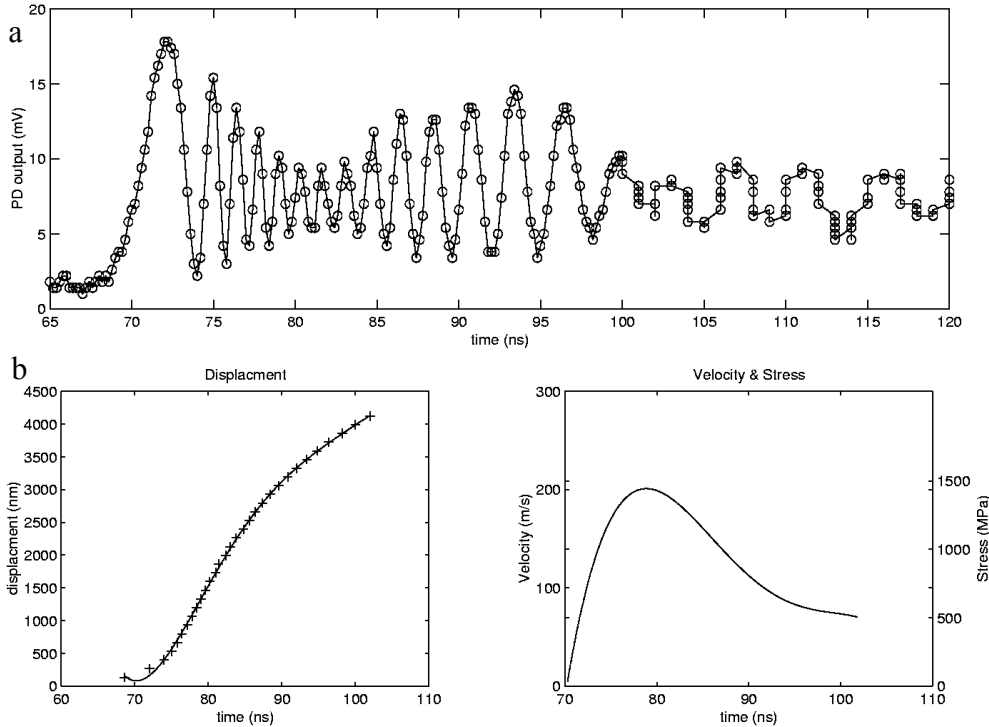 a
20
15
10
5
0
PD output (mV)
65 70 75 80 85 90 95 100 105 110 115 120
time (ns)
b
Displacment
4500
4000
3500
3000
2500
2000
1500
1000
500
0
displacment (nm)
60 70 80 90 100 110
time (ns)
Velocity & Stress
300
200
100
0
Velocity (m/s)
70 80 90 100 110
time (ns)
1500
1000
500
0
Stress (MPa)